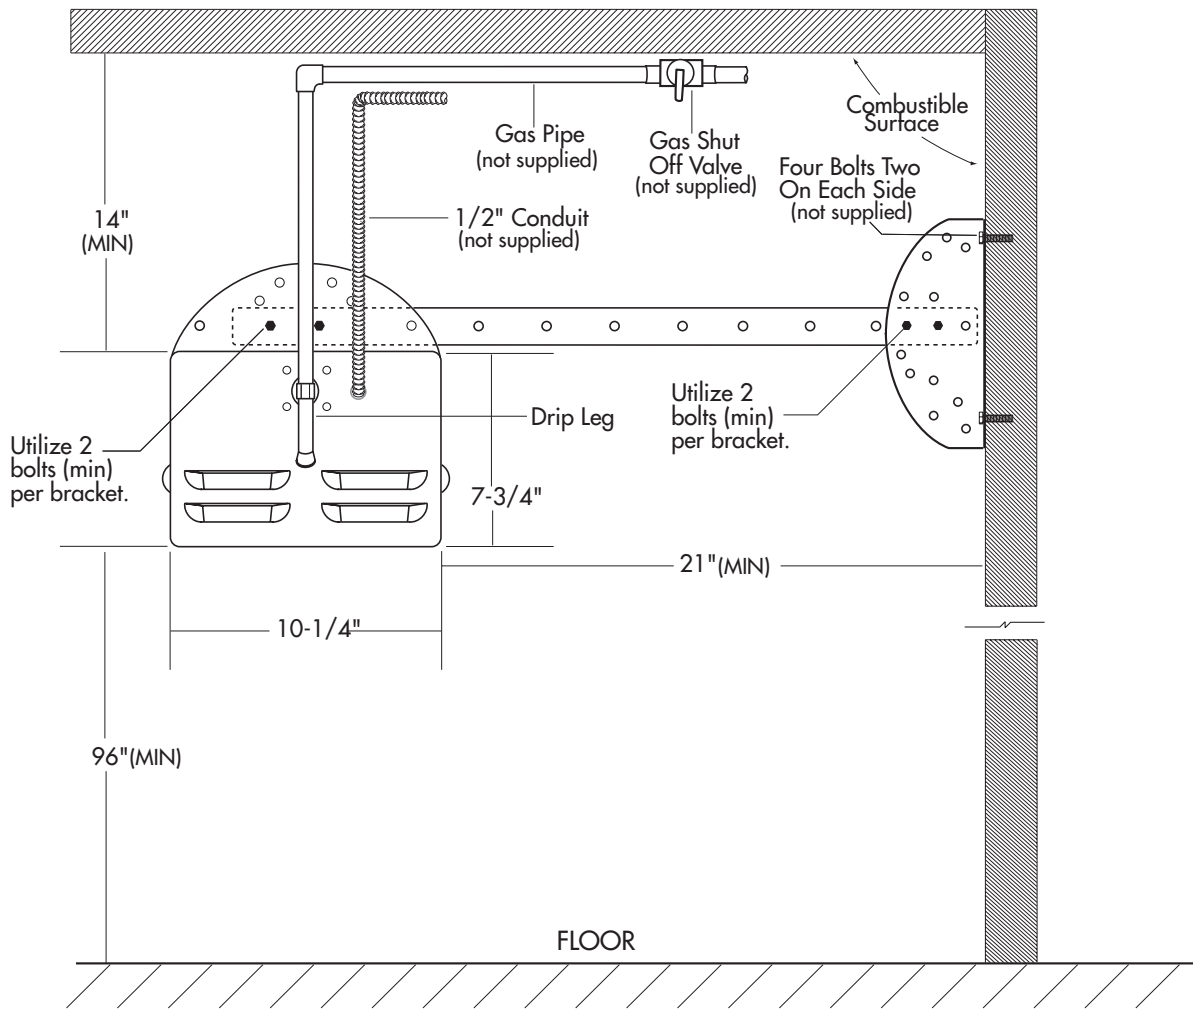 Combustible
Surface
Gas Pipe
(not supplied)
Gas Shut
Off Valve
(not supplied)
Four Bolts Two
On Each Side
(not supplied)
14"
(MIN)
1/2" Conduit
(not supplied)
Utilize 2
bolts (min)
per bracket.
Drip Leg
Utilize 2
bolts (min)
per bracket.
7-3/4"
21"(MIN)
10-1/4"
96"(MIN)
FLOOR